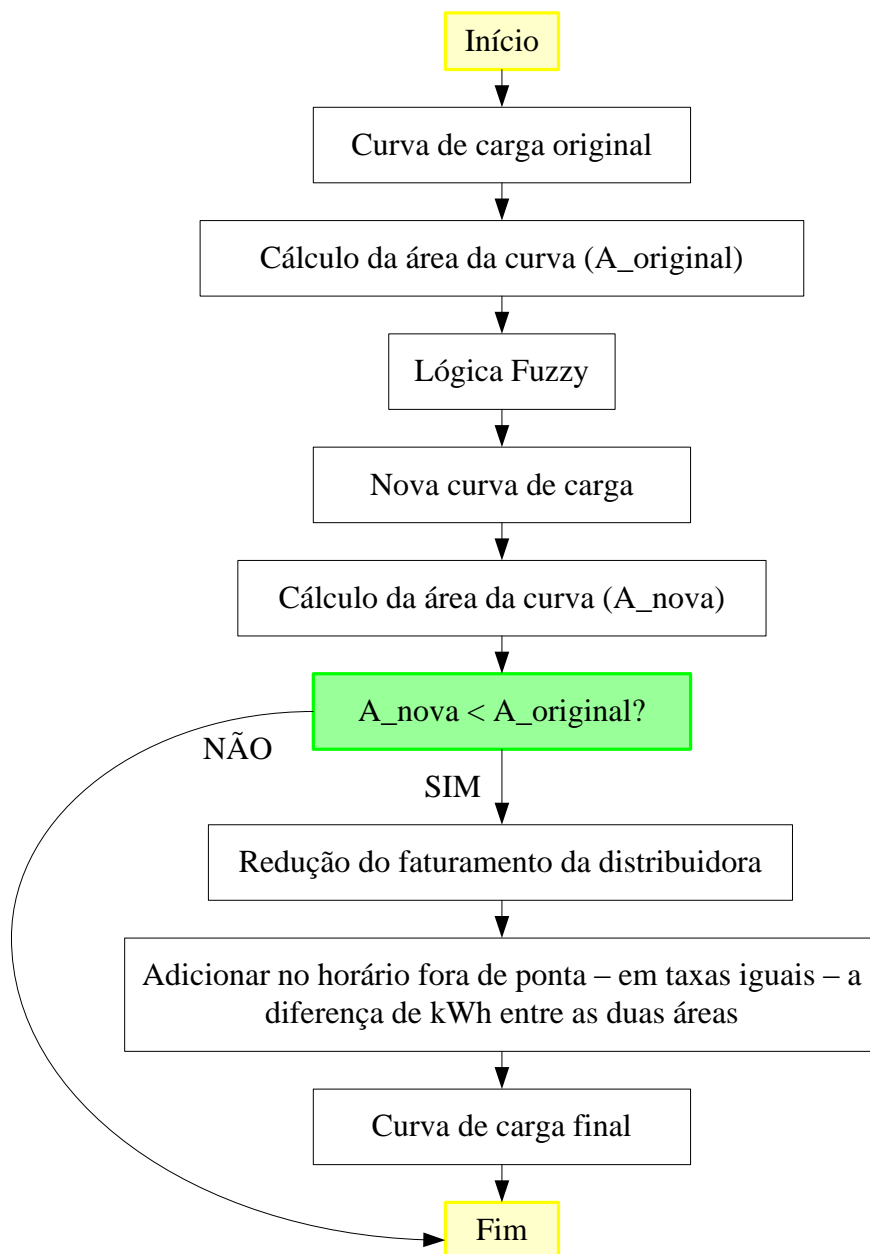 Início
Curva de carga original
Cálculo da área da curva (A_original)
Lógica Fuzzy
Nova curva de carga
Cálculo da área da curva (A_nova)
A_nova < A_original?
NÃO
SIM
Redução do faturamento da distribuidora
Adicionar no horário fora de ponta – em taxas iguais – a
diferença de kWh entre as duas áreas
Curva de carga final
Fim